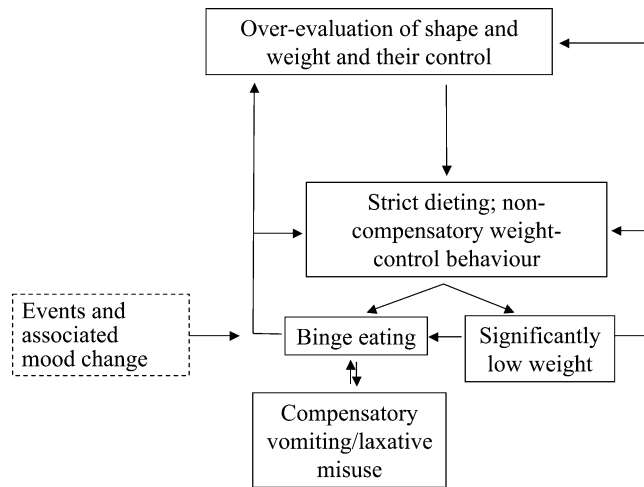 Over-evaluation of shape and
weight and their control
Strict dieting; non-
compensatory weight-
control behaviour
Events and
associated
mood change
Binge eating
Significantly
low weight
Compensatory
vomiting/laxative
misuse